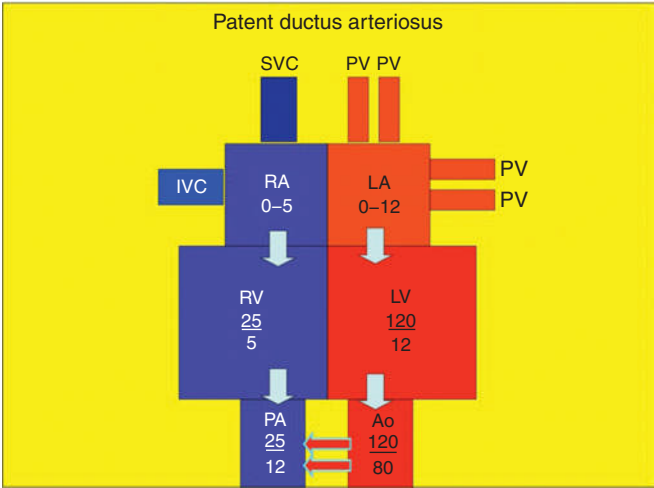 Patent ductus arteriosus
SVC
PV PV
IVC
RA
0–5
LA
0–12
PV
PV
RV
25
5
LV
120
12
PA
25
12
Ao
120
80